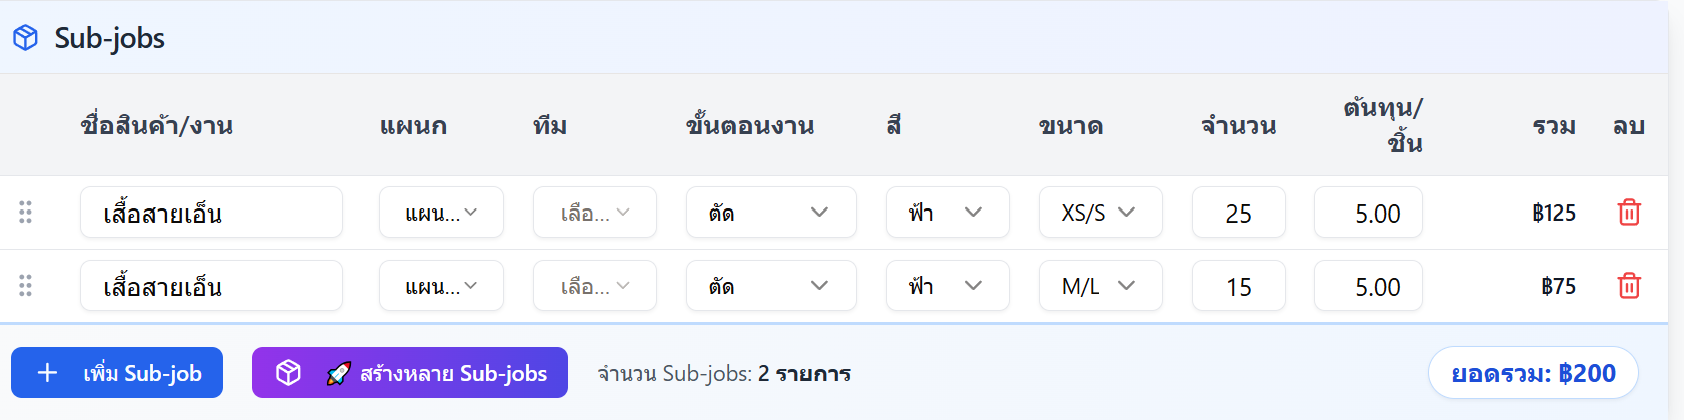 Sub-jobs
ชื่อสินค้า/งาน แผนก ทีม ขั้นตอนงาน สี ขนาด จำนวน ต้นทุน/ชิ้น รวม ลบ
เสื้อสายเอ็น แผน... เลือ... ตัด ฟ้า XS/S 25 5.00 ฿125
เสื้อสายเอ็น แผน... เลือ... ตัด ฟ้า M/L 15 5.00 ฿75
+ เพิ่ม Sub-job 🚀 สร้างหลาย Sub-jobs จำนวน Sub-jobs: 2 รายการ ยอดรวม: ฿200